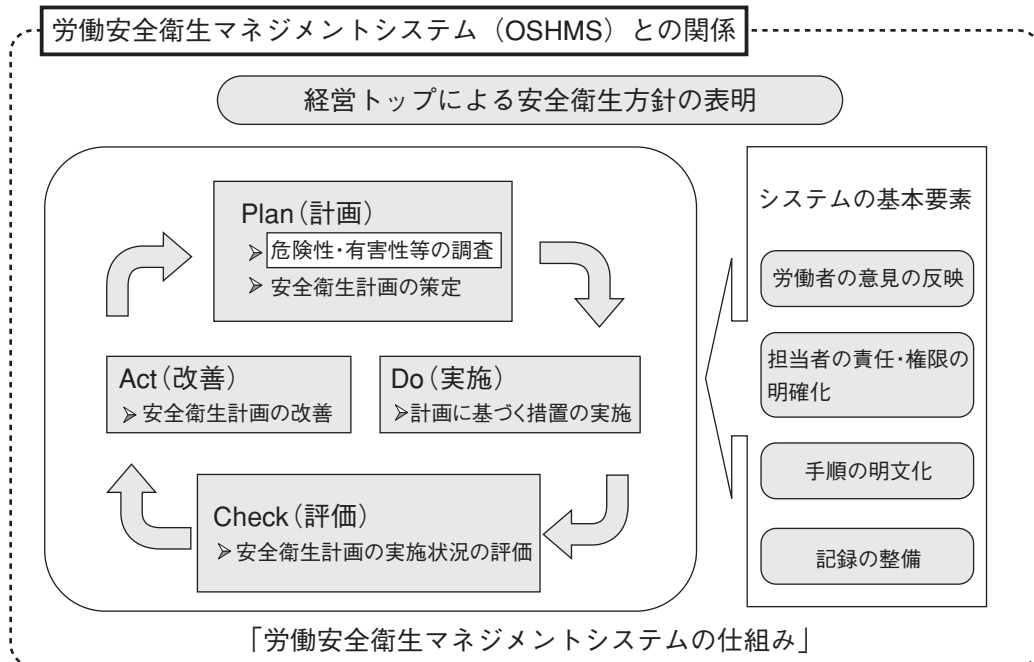 労働安全衛生マネジメントシステム（OSHMS）との関係
経営トップによる安全衛生方針の表明
Plan（計画）
危険性・有害性等の調査
安全衛生計画の策定
Act（改善）
安全衛生計画の改善
Do（実施）
計画に基づく措置の実施
Check（評価）
安全衛生計画の実施状況の評価
システムの基本要素
労働者の意見の反映
担当者の責任・権限の
明確化
手順の明文化
記録の整備
「労働安全衛生マネジメントシステムの仕組み」